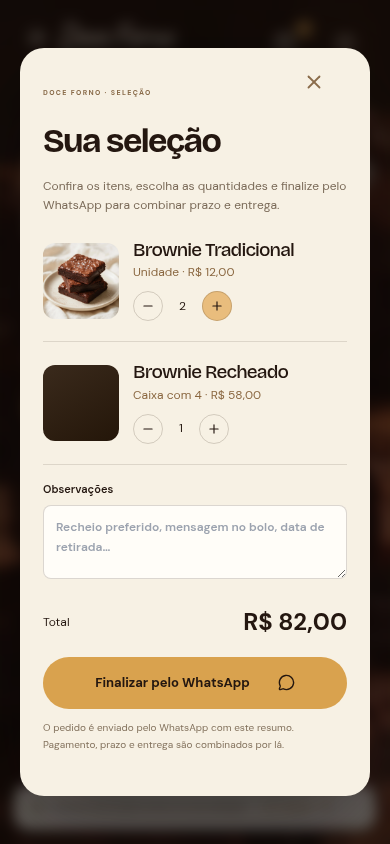 DOCE FORNO · SELEÇÃO
Sua seleção
Confira os itens, escolha as quantidades e finalize pelo
WhatsApp para combinar prazo e entrega.
Brownie Tradicional
Unidade · R$ 12,00
2
Brownie Recheado
Caixa com 4 · R$ 58,00
1
Observações
Recheio preferido, mensagem no bolo, data de
retirada...
Total
R$ 82,00
Finalizar pelo WhatsApp
O pedido é enviado pelo WhatsApp com este resumo.
Pagamento, prazo e entrega são combinados por lá.